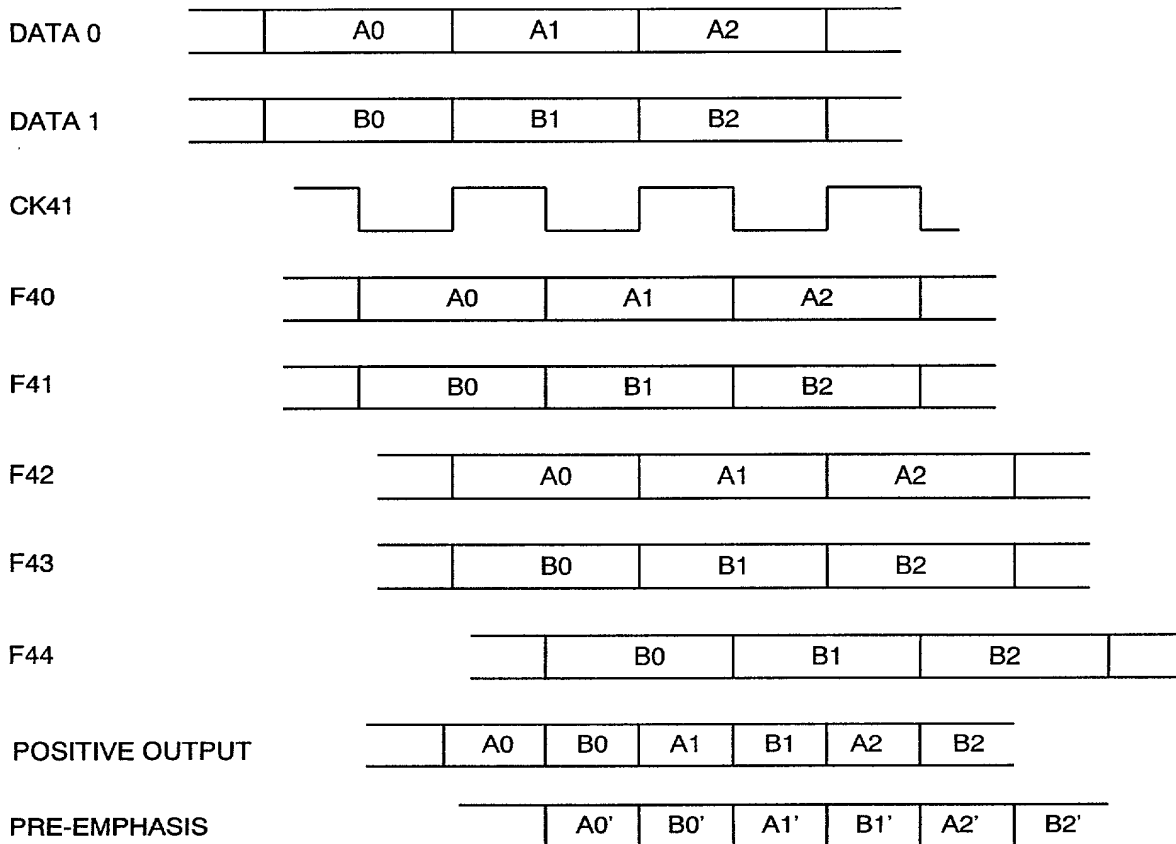 DATA 0 A0 A1 A2
DATA 1 B0 B1 B2
CK41
F40 A0 A1 A2
F41 B0 B1 B2
F42 A0 A1 A2
F43 B0 B1 B2
F44 B0 B1 B2
POSITIVE OUTPUT A0 B0 A1 B1 A2 B2
PRE-EMPHASIS A0' B0' A1' B1' A2' B2'